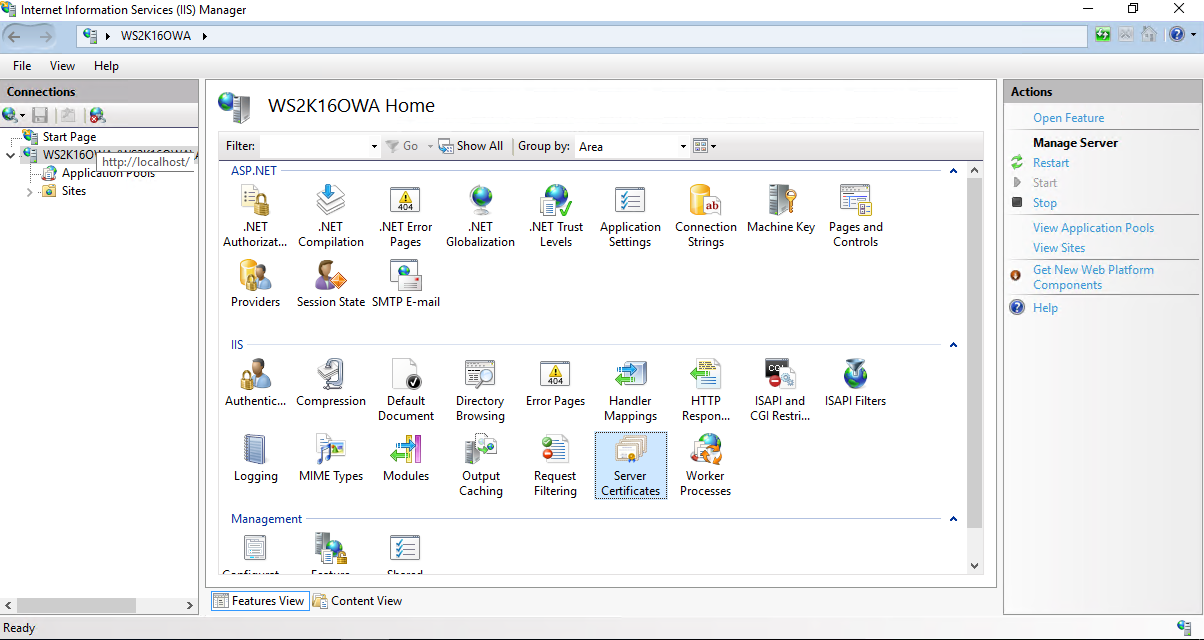 Internet Information Services (IIS) Manager
WS2K16OWA
File View Help
Connections
Start Page
WS2K16OWA
http://localhost/
Application Pools
Sites
WS2K16OWA Home
Filter: Go Show All Group by: Area
ASP.NET
.NET Authorizat...
.NET Compilation
.NET Error Pages
.NET Globalization
.NET Trust Levels
Application Settings
Connection Strings
Machine Key
Pages and Controls
Providers
Session State
SMTP E-mail
IIS
Authentic...
Compression
Default Document
Directory Browsing
404
Error Pages
Handler Mappings
HTTP Respon...
ISAPI and CGI Restri...
ISAPI Filters
Logging
MIME Types
Modules
Output Caching
Request Filtering
Server Certificates
Worker Processes
Management
Features View
Content View
Actions
Open Feature
Manage Server
Restart
Start
Stop
View Application Pools
View Sites
Get New Web Platform
Components
Help
Ready